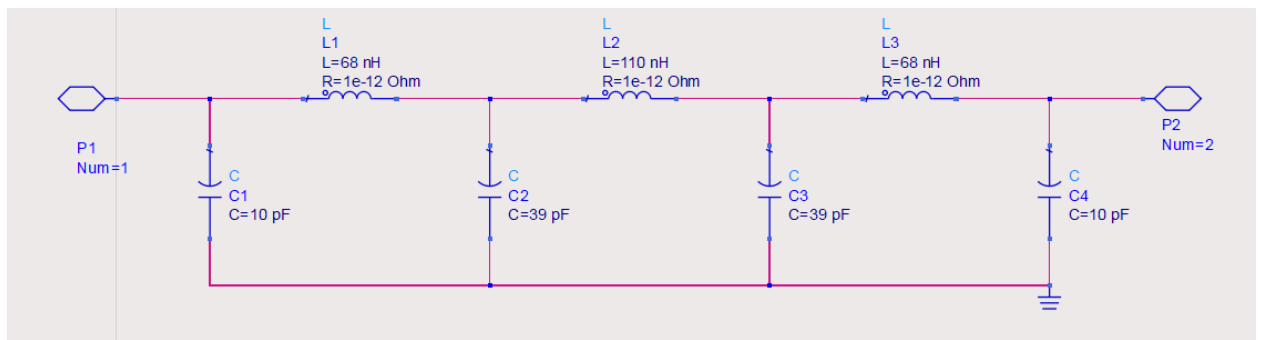 L
L1
L=68 nH
R=1e-12 Ohm
L
L2
L=110 nH
R=1e-12 Ohm
L
L3
L=68 nH
R=1e-12 Ohm
P1
Num=1
P2
Num=2
C
C1
C=10 pF
C
C2
C=39 pF
C
C3
C=39 pF
C
C4
C=10 pF